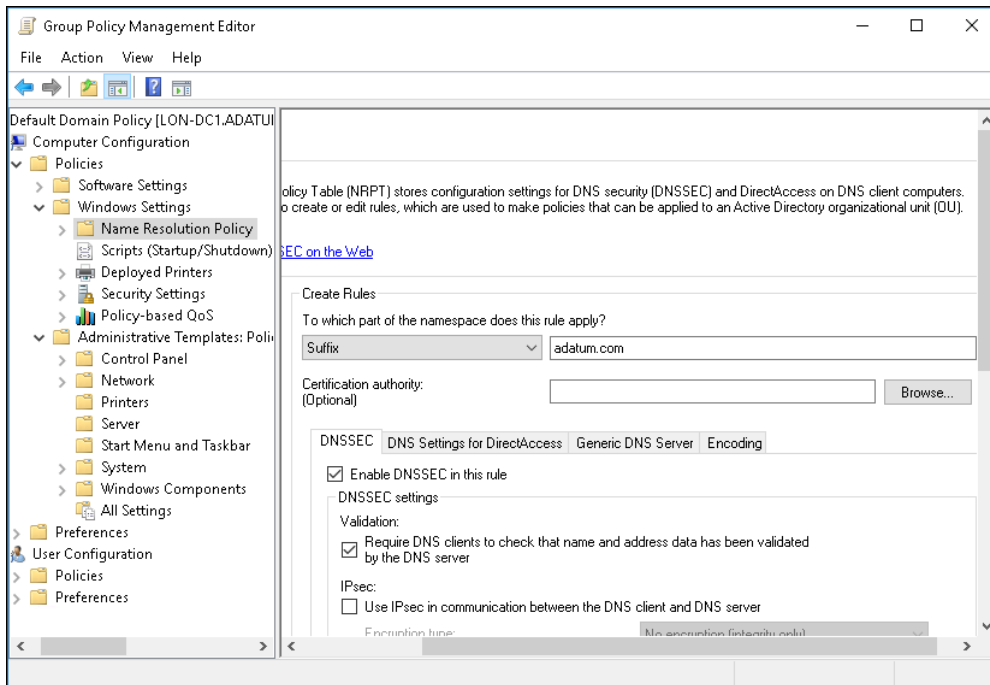 Group Policy Management Editor
File Action View Help
Default Domain Policy [LON-DC1.ADATUI
Computer Configuration
Policies
Software Settings
Windows Settings
Name Resolution Policy
Scripts (Startup/Shutdown)
Deployed Printers
Security Settings
Policy-based QoS
Administrative Templates: Poli
Control Panel
Network
Printers
Server
Start Menu and Taskbar
System
Windows Components
All Settings
Preferences
User Configuration
Policies
Preferences
olicy Table (NRPT) stores configuration settings for DNS security (DNSSEC) and DirectAccess on DNS client computers.
o create or edit rules, which are used to make policies that can be applied to an Active Directory organizational unit (OU).
SEC on the Web
Create Rules
To which part of the namespace does this rule apply?
Suffix adatum.com
Certification authority:
(Optional)
Browse...
DNSSEC DNS Settings for DirectAccess Generic DNS Server Encoding
Enable DNSSEC in this rule
DNSSEC settings
Validation:
Require DNS clients to check that name and address data has been validated
by the DNS server
IPsec:
Use IPsec in communication between the DNS client and DNS server
Encryption type: No encryption (integrity only)